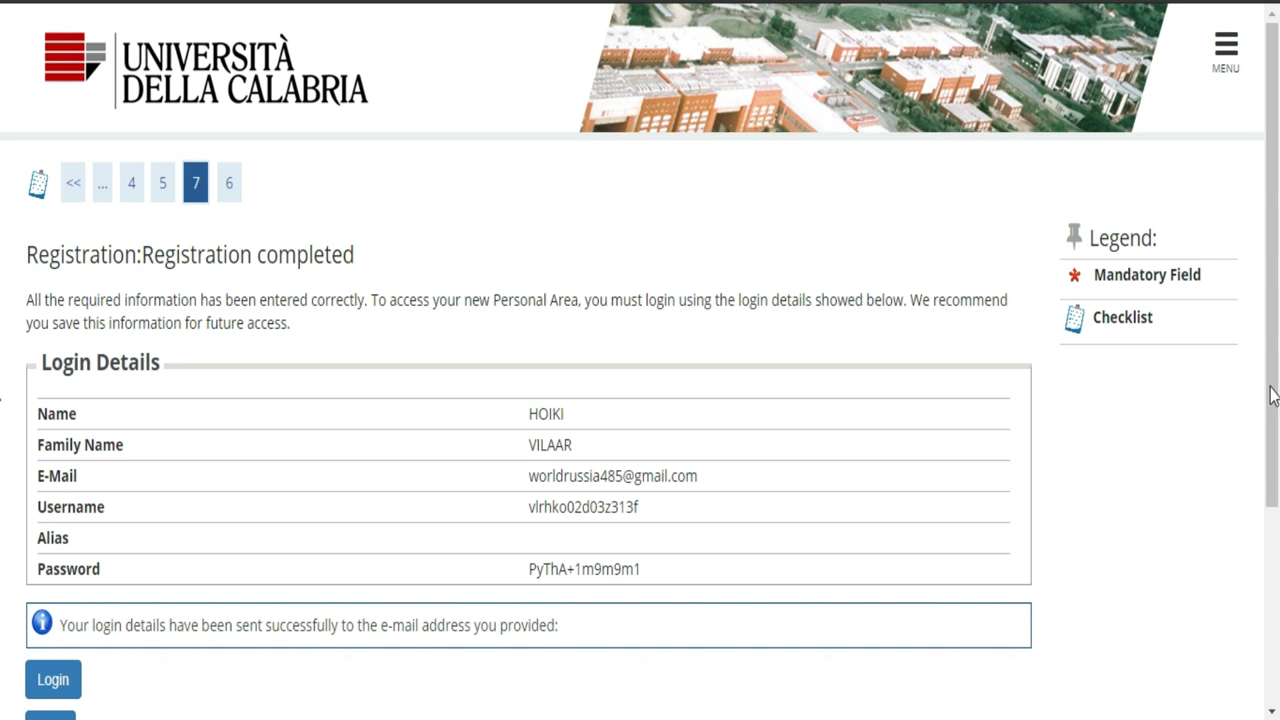 UNIVERSITÀ
DELLA CALABRIA
MENU
<< ... 4 5 7 6
Registration:Registration completed
All the required information has been entered correctly. To access your new Personal Area, you must login using the login details showed below. We recommend
you save this information for future access.
Login Details
Name HOIKI
Family Name VILAAR
E-Mail worldrussia485@gmail.com
Username vlrhko02d03z313f
Alias
Password PyThA+1m9m9m1
Your login details have been sent successfully to the e-mail address you provided:
Login
Legend:
* Mandatory Field
Checklist